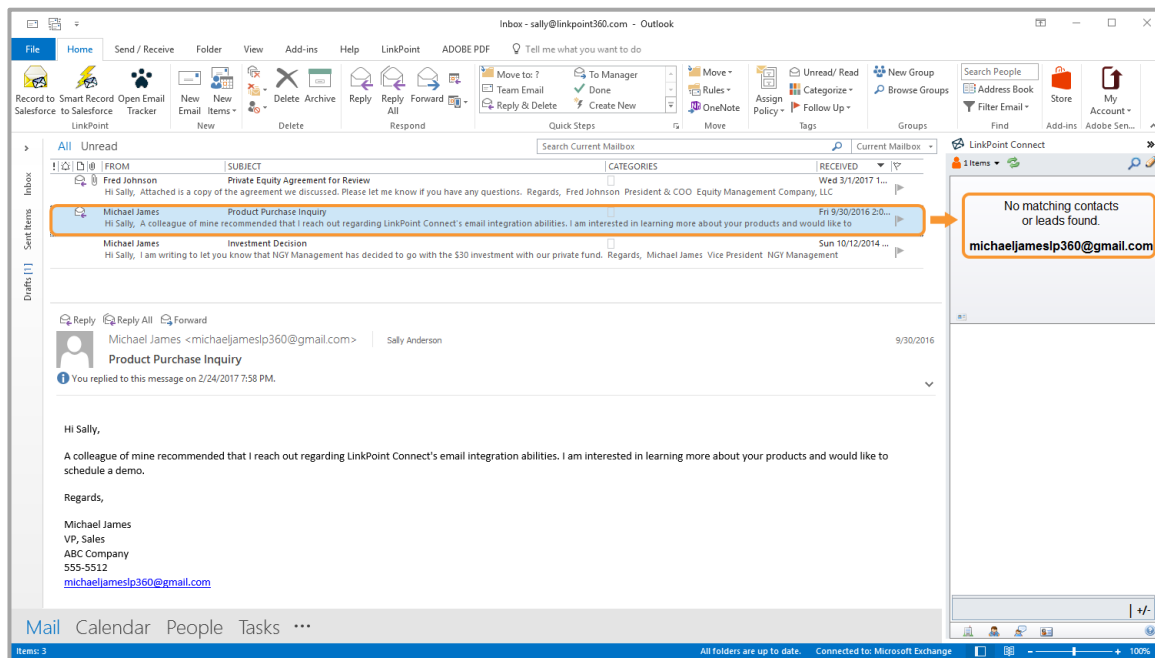 Inbox - sally@linkpoint360.com - Outlook
File Home Send / Receive Folder View Add-ins Help LinkPoint ADOBE PDF Tell me what you want to do
Record to Salesforce
Smart Record to Salesforce
Open Email Tracker
LinkPoint
New Email
New Items
New
Delete Archive
Delete
Reply
Reply All
Forward
Respond
Move to: ? To Manager
Team Email Done
Reply & Delete Create New
Quick Steps
Move
Rules
OneNote
Move
Assign Policy
Unread/ Read
Categorize
Follow Up
Tags
New Group
Browse Groups
Groups
Search People
Address Book
Filter Email
Find
Store
Add-ins
My Account
Adobe Sen...
All Unread
Search Current Mailbox Current Mailbox
! FROM SUBJECT CATEGORIES RECEIVED
Fred Johnson Private Equity Agreement for Review Wed 3/1/2017 1...
Hi Sally, Attached is a copy of the agreement we discussed. Please let me know if you have any questions. Regards, Fred Johnson President & COO Equity Management Company, LLC
Michael James Product Purchase Inquiry Fri 9/30/2016 2:0...
Hi Sally, A colleague of mine recommended that I reach out regarding LinkPoint Connect's email integration abilities. I am interested in learning more about your products and would like to
Michael James Investment Decision Sun 10/12/2014 ...
Hi Sally, I am writing to let you know that NGY Management has decided to go with the $30 investment with our private fund. Regards, Michael James Vice President NGY Management
Inbox
Sent Items
Drafts [1]
Reply Reply All Forward
Michael James <michaeljameslp360@gmail.com> Sally Anderson 9/30/2016
Product Purchase Inquiry
You replied to this message on 2/24/2017 7:58 PM.
Hi Sally,
A colleague of mine recommended that I reach out regarding LinkPoint Connect's email integration abilities. I am interested in learning more about your products and would like to
schedule a demo.
Regards,
Michael James
VP, Sales
ABC Company
555-5512
michaeljameslp360@gmail.com
LinkPoint Connect
1 Items
No matching contacts
or leads found.
michaeljameslp360@gmail.com
+/-
Mail Calendar People Tasks ...
Items: 3 All folders are up to date. Connected to: Microsoft Exchange 100%